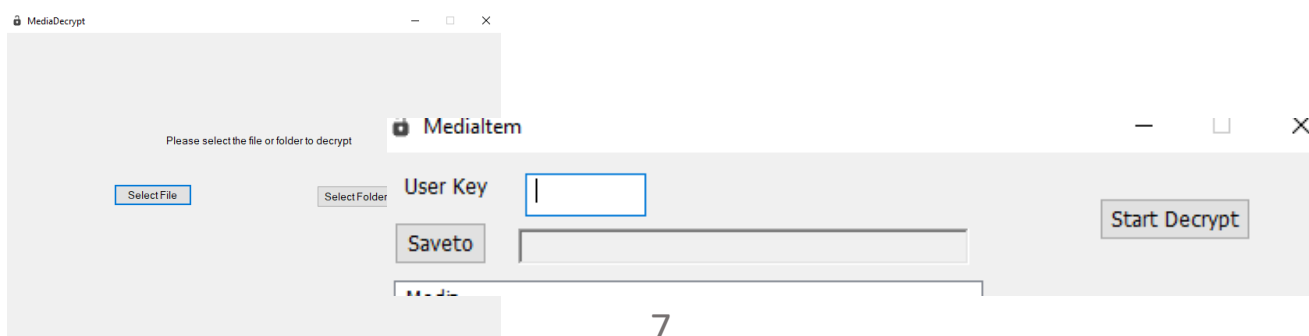 MediaDecrypt
Please select the file or folder to decrypt
Select File
Select Folder
MediaItem
User Key
Start Decrypt
Saveto
7